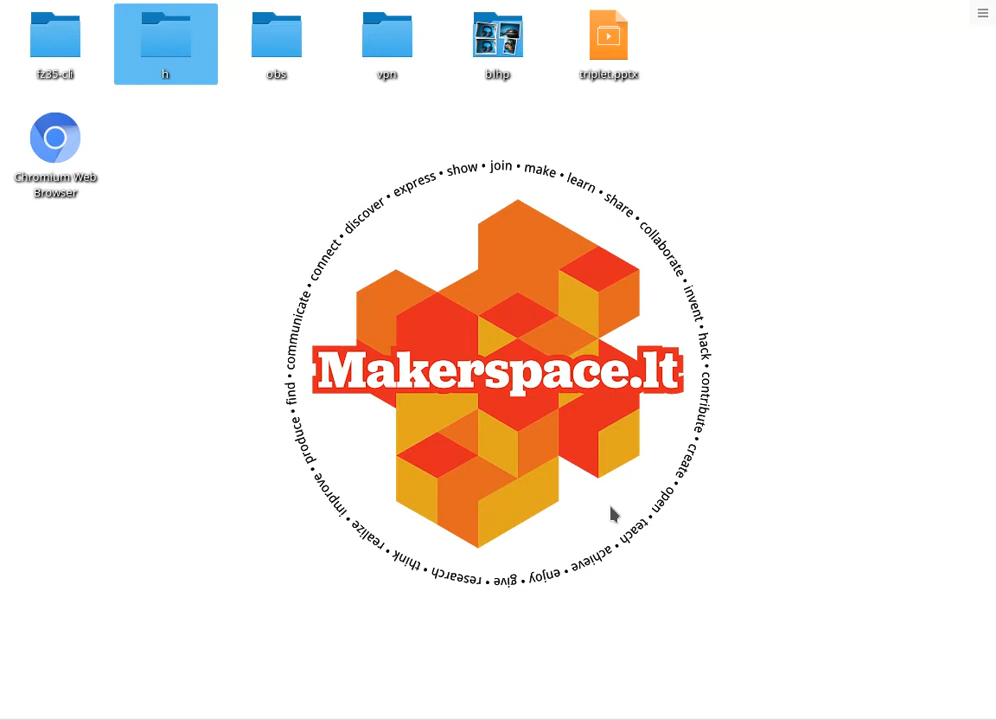 fz35-cli
h
obs
vpn
blhp
triplet.pptx
Chromium Web
Browser
show • join • make • learn • share • collaborate • invent • hack • contribute • create • open • teach • achieve • enjoy • give • research • think • realize • improve • produce • find • communicate • connect • discover • express •
Makerspace.lt